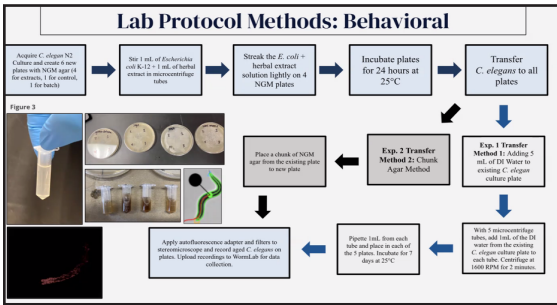 Lab Protocol Methods: Behavioral
Acquire C. elegan N2
Culture and create 6 new
plates with NGM agar (4
for extracts, 1 for control,
1 for batch)
Stir 1 mL of Escherichia
coli K-12 + 1 mL of herbal
extract in microcentrifuge
tubes
Streak the E. coli +
herbal extract
solution lightly on 4
NGM plates
Incubate plates
for 24 hours at
25°C
Transfer
C. elegans to all
plates
Figure 3
Place a chunk of NGM
agar from the existing plate
to new plate
Exp. 2 Transfer
Method 2: Chunk
Agar Method
Exp. 1 Transfer
Method 1: Adding 5
mL of DI Water to
existing C. elegan
culture plate
Apply autofluorescence adapter and filters to
stereomicroscope and record aged C. elegans on
plates. Upload recordings to WormLab for data
collection.
Pipette 1mL from each
tube and place in each of
the 5 plates. Incubate for 7
days at 25°C
With 5 microcentrifuge
tubes, add 1mL of the DI
water from the existing
C. elegan culture plate to
each tube. Centrifuge at
1600 RPM for 2 minutes.